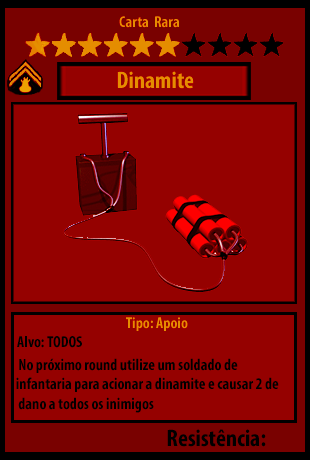 Carta Rara
Dinamite
Tipo: Apoio
Alvo: TODOS
No próximo round utilize um soldado de
infantaria para acionar a dinamite e causar 2 de
dano a todos os inimigos
Resistência: